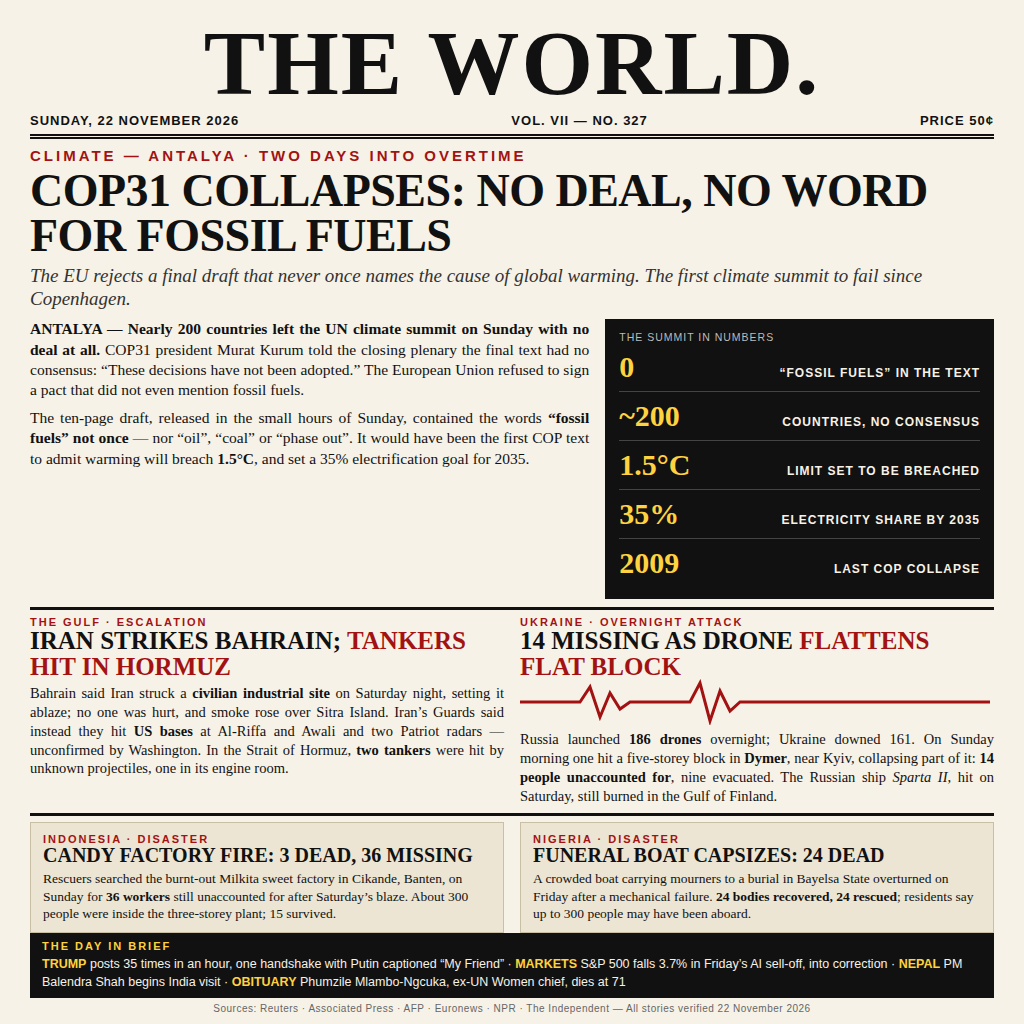 THE WORLD.
SUNDAY, 22 NOVEMBER 2026
VOL. VII — NO. 327
PRICE 50¢
CLIMATE — ANTALYA · TWO DAYS INTO OVERTIME
COP31 COLLAPSES: NO DEAL, NO WORD
FOR FOSSIL FUELS
The EU rejects a final draft that never once names the cause of global warming. The first climate summit to fail since
Copenhagen.
ANTALYA — Nearly 200 countries left the UN climate summit on Sunday with no
deal at all. COP31 president Murat Kurum told the closing plenary the final text had no
consensus: “These decisions have not been adopted.” The European Union refused to sign
a pact that did not even mention fossil fuels.
The ten-page draft, released in the small hours of Sunday, contained the words “fossil
fuels” not once — nor “oil”, “coal” or “phase out”. It would have been the first COP text
to admit warming will breach 1.5°C, and set a 35% electrification goal for 2035.
THE SUMMIT IN NUMBERS
0 “FOSSIL FUELS” IN THE TEXT
~200 COUNTRIES, NO CONSENSUS
1.5°C LIMIT SET TO BE BREACHED
35% ELECTRICITY SHARE BY 2035
2009 LAST COP COLLAPSE
THE GULF · ESCALATION
IRAN STRIKES BAHRAIN; TANKERS
HIT IN HORMUZ
Bahrain said Iran struck a civilian industrial site on Saturday night, setting it
ablaze; no one was hurt, and smoke rose over Sitra Island. Iran’s Guards said
instead they hit US bases at Al-Riffa and Awali and two Patriot radars —
unconfirmed by Washington. In the Strait of Hormuz, two tankers were hit by
unknown projectiles, one in its engine room.
UKRAINE · OVERNIGHT ATTACK
14 MISSING AS DRONE FLATTENS
FLAT BLOCK
Russia launched 186 drones overnight; Ukraine downed 161. On Sunday
morning one hit a five-storey block in Dymer, near Kyiv, collapsing part of it: 14
people unaccounted for, nine evacuated. The Russian ship Sparta II, hit on
Saturday, still burned in the Gulf of Finland.
INDONESIA · DISASTER
CANDY FACTORY FIRE: 3 DEAD, 36 MISSING
Rescuers searched the burnt-out Milkita sweet factory in Cikande, Banten, on
Sunday for 36 workers still unaccounted for after Saturday’s blaze. About 300
people were inside the three-storey plant; 15 survived.
NIGERIA · DISASTER
FUNERAL BOAT CAPSIZES: 24 DEAD
A crowded boat carrying mourners to a burial in Bayelsa State overturned on
Friday after a mechanical failure. 24 bodies recovered, 24 rescued; residents say
up to 300 people may have been aboard.
THE DAY IN BRIEF
TRUMP posts 35 times in an hour, one handshake with Putin captioned “My Friend” · MARKETS S&P 500 falls 3.7% in Friday’s AI sell-off, into correction · NEPAL PM
Balendra Shah begins India visit · OBITUARY Phumzile Mlambo-Ngcuka, ex-UN Women chief, dies at 71
Sources: Reuters · Associated Press · AFP · Euronews · NPR · The Independent — All stories verified 22 November 2026